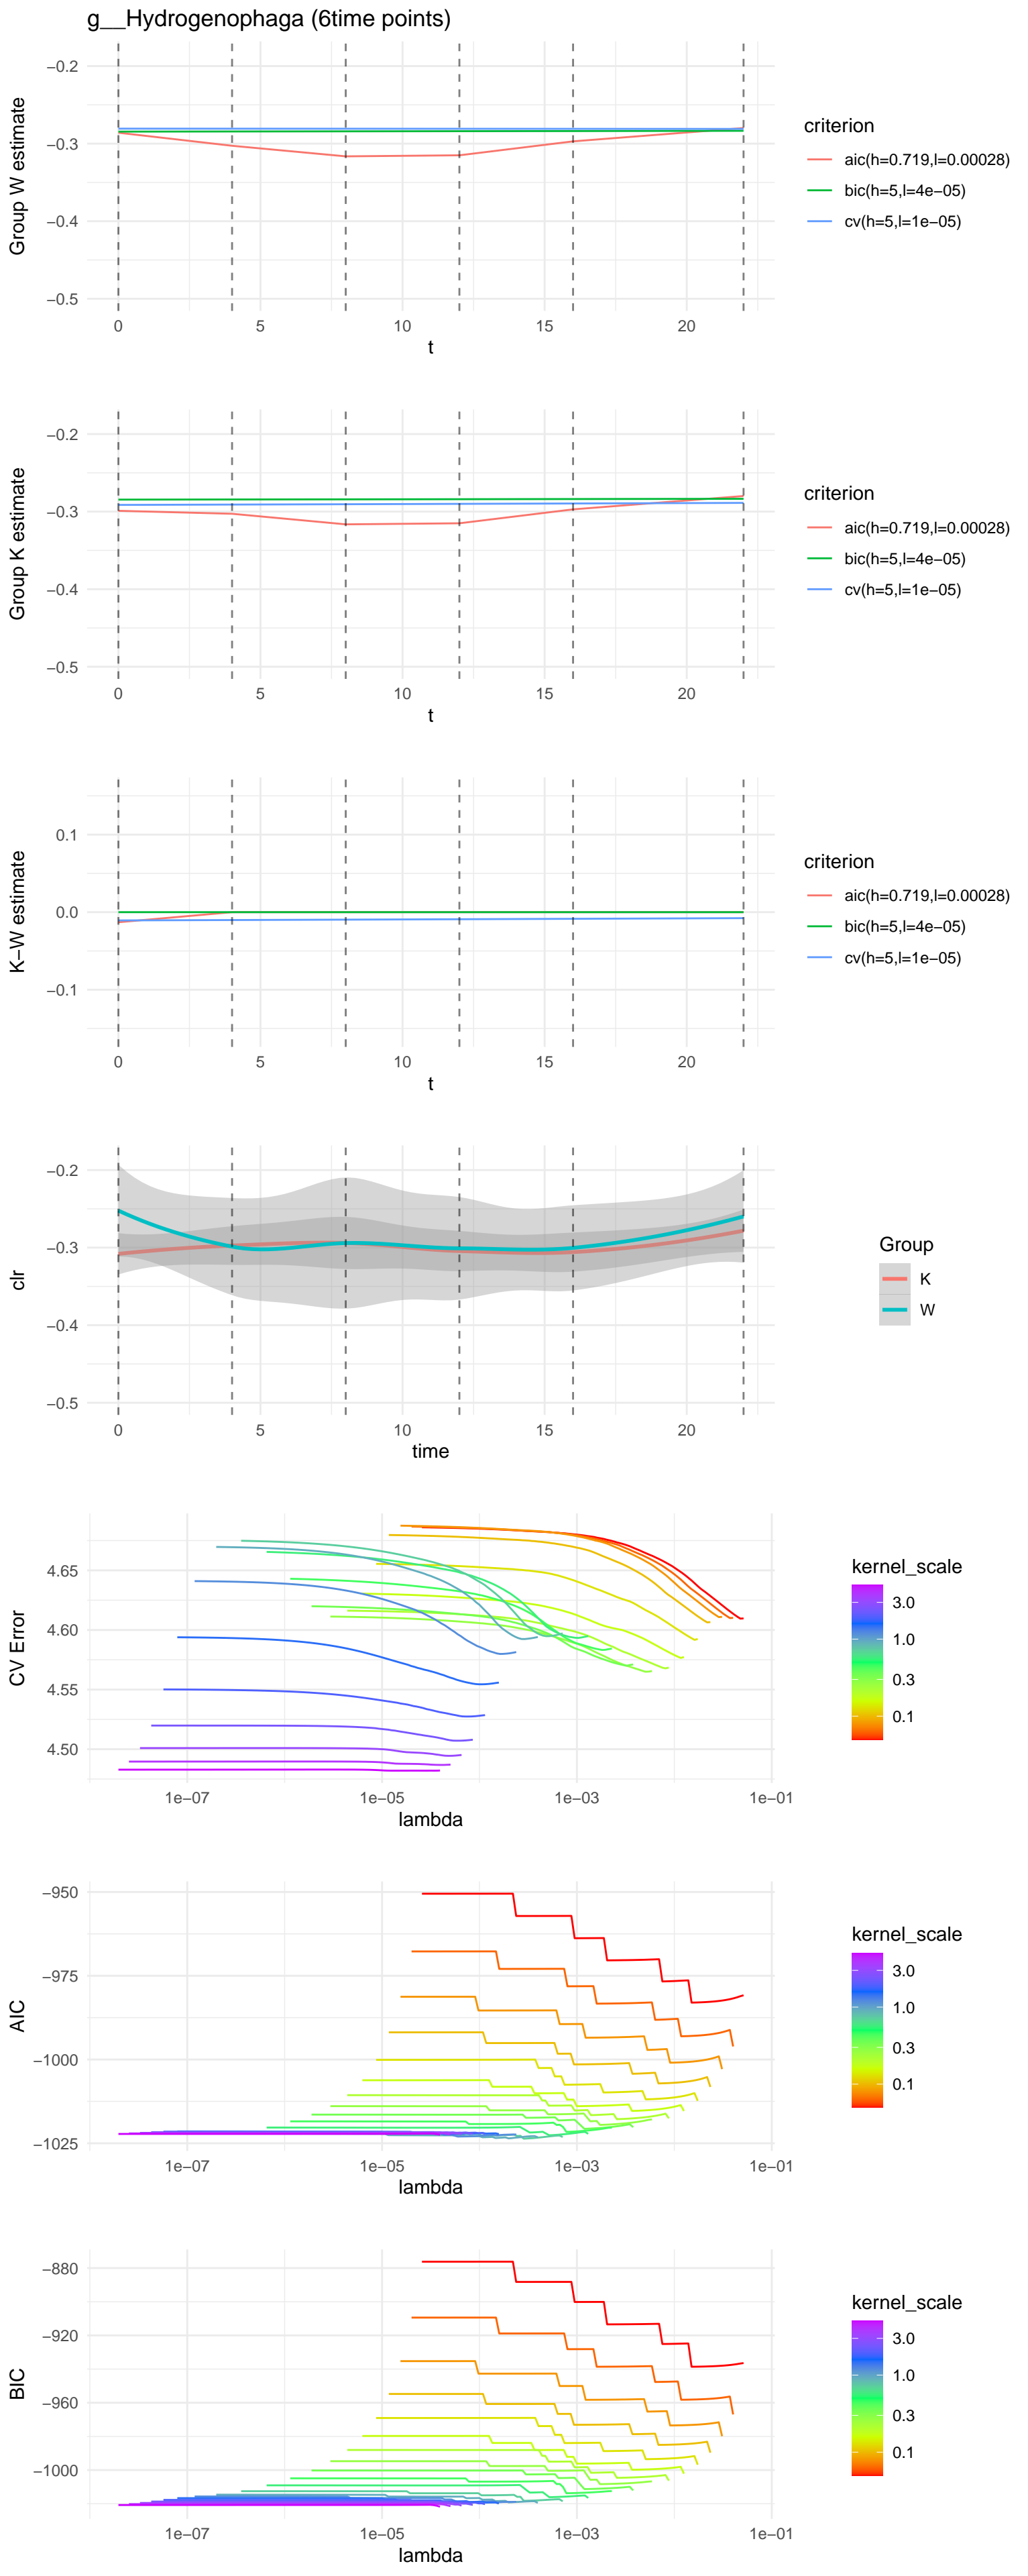 g__Hydrogenophaga (6time points)
Group W estimate
−0.2
−0.3
−0.4
−0.5
0 5 10 15 20
t
criterion
aic(h=0.719,l=0.00028)
bic(h=5,l=4e−05)
cv(h=5,l=1e−05)
Group K estimate
−0.2
−0.3
−0.4
−0.5
0 5 10 15 20
t
criterion
aic(h=0.719,l=0.00028)
bic(h=5,l=4e−05)
cv(h=5,l=1e−05)
K−W estimate
0.1
0.0
−0.1
0 5 10 15 20
t
criterion
aic(h=0.719,l=0.00028)
bic(h=5,l=4e−05)
cv(h=5,l=1e−05)
clr
−0.2
−0.3
−0.4
−0.5
0 5 10 15 20
time
Group
K
W
CV Error
4.65
4.60
4.55
4.50
1e−07 1e−05 1e−03 1e−01
lambda
kernel_scale
3.0
1.0
0.3
0.1
AIC
−950
−975
−1000
−1025
1e−07 1e−05 1e−03 1e−01
lambda
kernel_scale
3.0
1.0
0.3
0.1
BIC
−880
−920
−960
−1000
1e−07 1e−05 1e−03 1e−01
lambda
kernel_scale
3.0
1.0
0.3
0.1